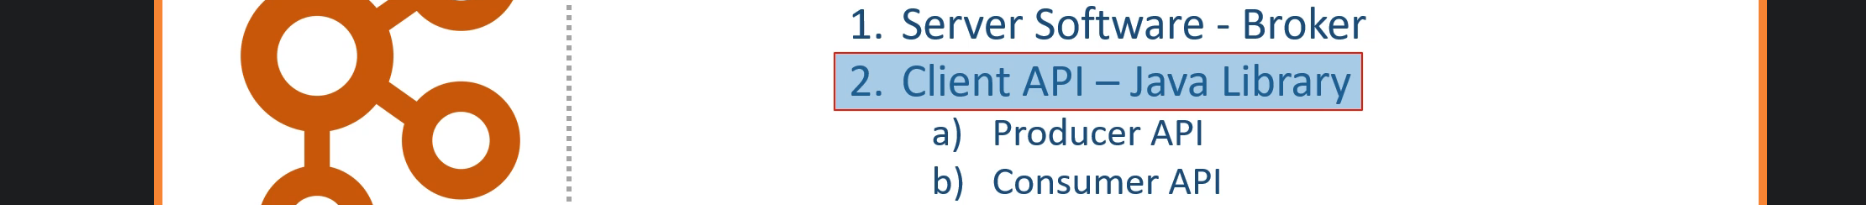 1. Server Software - Broker
2. Client API – Java Library
a) Producer API
b) Consumer API